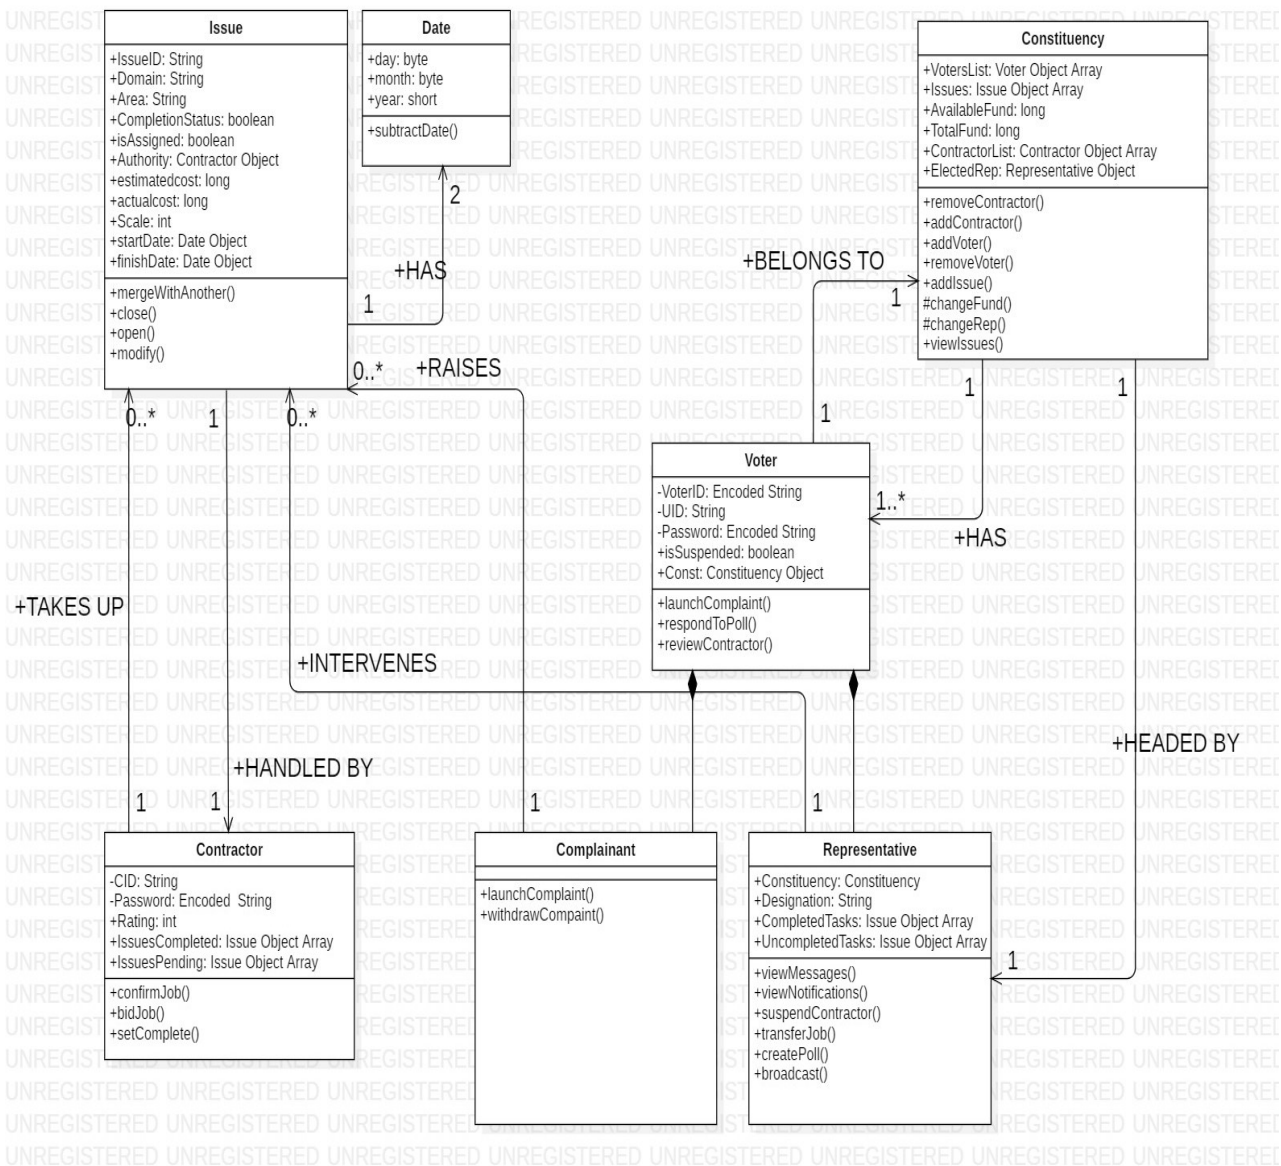 Issue
+IssueID: String
+Domain: String
+Area: String
+CompletionStatus: boolean
+isAssigned: boolean
+Authority: Contractor Object
+estimatedcost: long
+actualcost: long
+Scale: int
+startDate: Date Object
+finishDate: Date Object
+mergeWithAnother()
+close()
+open()
+modify()
Date
+day: byte
+month: byte
+year: short
+subtractDate()
2
+HAS
1
Constituency
+VotersList: Voter Object Array
+Issues: Issue Object Array
+AvailableFund: long
+TotalFund: long
+ContractorList: Contractor Object Array
+ElectedRep: Representative Object
+removeContractor()
+addContractor()
+addVoter()
+removeVoter()
+addIssue()
#changeFund()
#changeRep()
+viewIssues()
+BELONGS TO
1
1
0..*
+RAISES
0..*
1
0..*
1
1
Voter
-VoterID: Encoded String
-UID: String
-Password: Encoded String
+isSuspended: boolean
+Const: Constituency Object
+launchComplaint()
+respondToPoll()
+reviewContractor()
1..*
+HAS
+TAKES UP
+INTERVENES
+HANDLED BY
+HEADED BY
1
1
1
1
Contractor
-CID: String
-Password: Encoded  String
+Rating: int
+IssuesCompleted: Issue Object Array
+IssuesPending: Issue Object Array
+confirmJob()
+bidJob()
+setComplete()
Complainant
+launchComplaint()
+withdrawCompaint()
Representative
+Constituency: Constituency
+Designation: String
+CompletedTasks: Issue Object Array
+UncompletedTasks: Issue Object Array
+viewMessages()
+viewNotifications()
+suspendContractor()
+transferJob()
+createPoll()
+broadcast()
1
UNREGISTERED